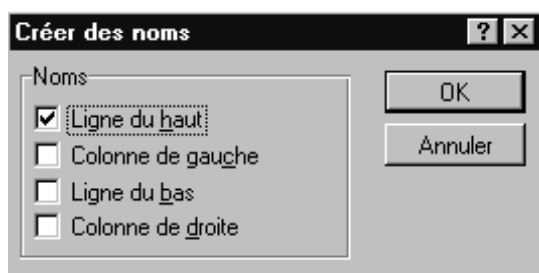 Créer des noms
Noms
Ligne du haut
Colonne de gauche
Ligne du bas
Colonne de droite
OK
Annuler